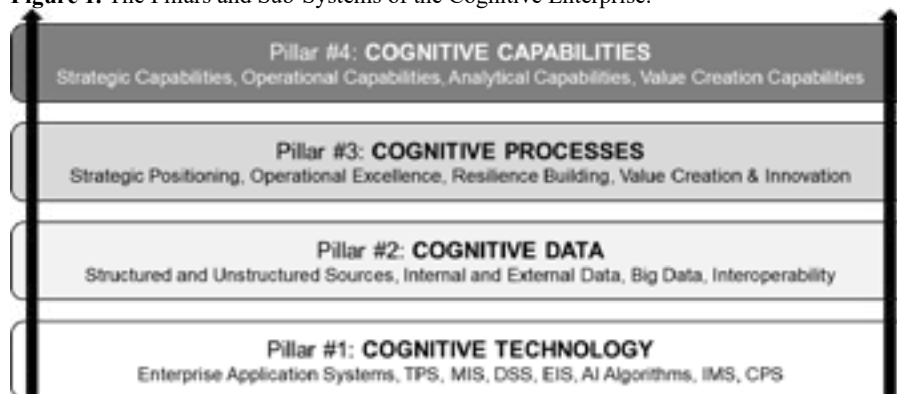 Figure 1. The Pillars and Sub-Systems of the Cognitive Enterprise.
Pillar #4: COGNITIVE CAPABILITIES
Strategic Capabilities, Operational Capabilities, Analytical Capabilities, Value Creation Capabilities
Pillar #3: COGNITIVE PROCESSES
Strategic Positioning, Operational Excellence, Resilience Building, Value Creation & Innovation
Pillar #2: COGNITIVE DATA
Structured and Unstructured Sources, Internal and External Data, Big Data, Interoperability
Pillar #1: COGNITIVE TECHNOLOGY
Enterprise Application Systems, TPS, MIS, DSS, EIS, AI Algorithms, IMS, CPS